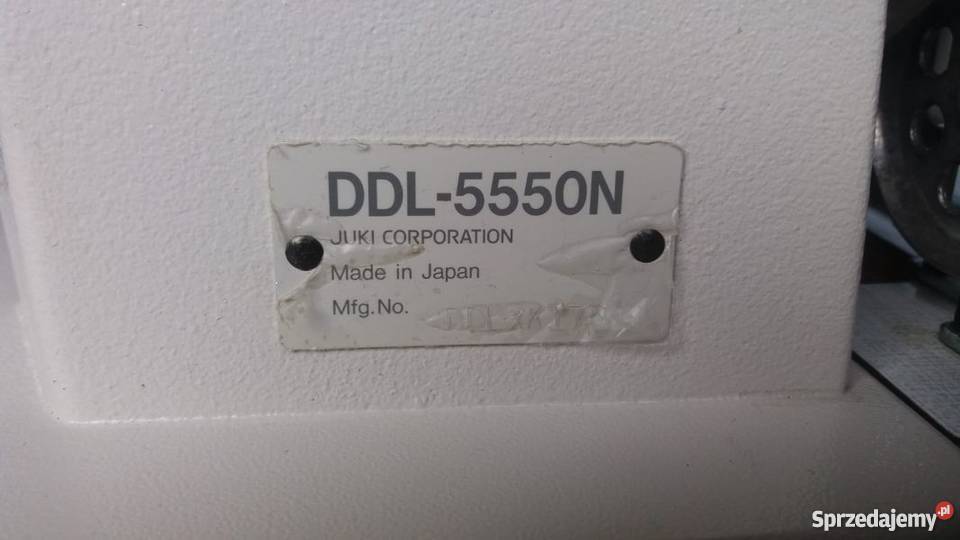 DDL-5550N
JUKI CORPORATION
Made in Japan
Mfg.No.
Sprzedajemy.pl